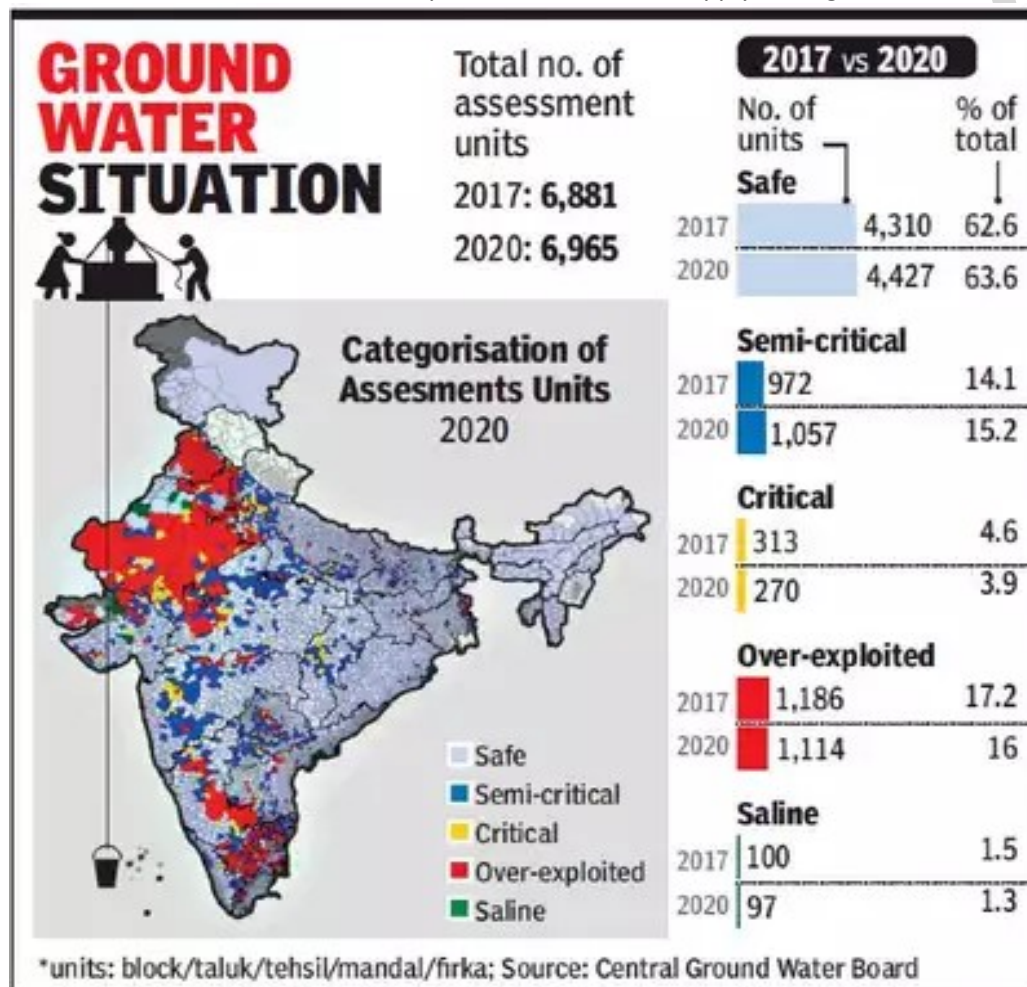 GROUND
WATER
SITUATION
Total no. of
assessment
units
2017: 6,881
2020: 6,965
Categorisation of
Assesments Units
2020
Safe
Semi-critical
Critical
Over-exploited
Saline
2017 vs 2020
No. of
units
% of
total
Safe
2017 4,310 62.6
2020 4,427 63.6
Semi-critical
2017 972 14.1
2020 1,057 15.2
Critical
2017 313 4.6
2020 270 3.9
Over-exploited
2017 1,186 17.2
2020 1,114 16
Saline
2017 100 1.5
2020 97 1.3
*units: block/taluk/tehsil/mandal/firka; Source: Central Ground Water Board